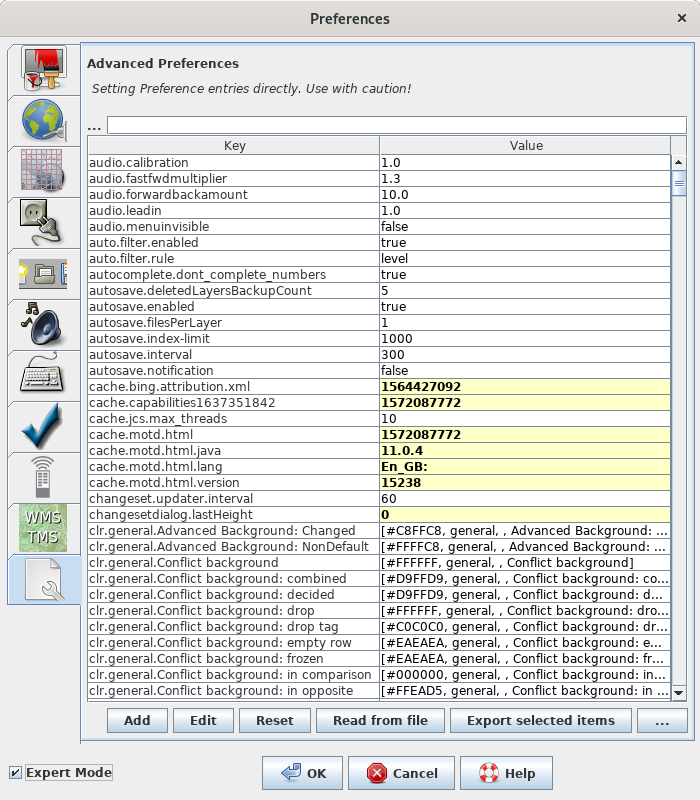 Preferences
Advanced Preferences
Setting Preference entries directly. Use with caution!
...
Key Value
audio.calibration 1.0
audio.fastfwdmultiplier 1.3
audio.forwardbackamount 10.0
audio.leadin 1.0
audio.menuinvisible false
auto.filter.enabled true
auto.filter.rule level
autocomplete.dont_complete_numbers true
autosave.deletedLayersBackupCount 5
autosave.enabled true
autosave.filesPerLayer 1
autosave.index-limit 1000
autosave.interval 300
autosave.notification false
cache.bing.attribution.xml 1564427092
cache.capabilities1637351842 1572087772
cache.jcs.max_threads 10
cache.motd.html 1572087772
cache.motd.html.java 11.0.4
cache.motd.html.lang En_GB:
cache.motd.html.version 15238
changeset.updater.interval 60
changesetdialog.lastHeight 0
clr.general.Advanced Background: Changed [#C8FFC8, general, , Advanced Background: ...
clr.general.Advanced Background: NonDefault [#FFFFC8, general, , Advanced Background: ...
clr.general.Conflict background [#FFFFFF, general, , Conflict background]
clr.general.Conflict background: combined [#D9FFD9, general, , Conflict background: co...
clr.general.Conflict background: decided [#D9FFD9, general, , Conflict background: d...
clr.general.Conflict background: drop [#FFFFFF, general, , Conflict background: dro...
clr.general.Conflict background: drop tag [#C0C0C0, general, , Conflict background: dr...
clr.general.Conflict background: empty row [#EAEAEA, general, , Conflict background: e...
clr.general.Conflict background: frozen [#EAEAEA, general, , Conflict background: fr...
clr.general.Conflict background: in comparison [#000000, general, , Conflict background: in...
clr.general.Conflict background: in opposite [#FFEAD5, general, , Conflict background: in ...
WMS
TMS
Add Edit Reset Read from file Export selected items ...
Expert Mode OK Cancel Help